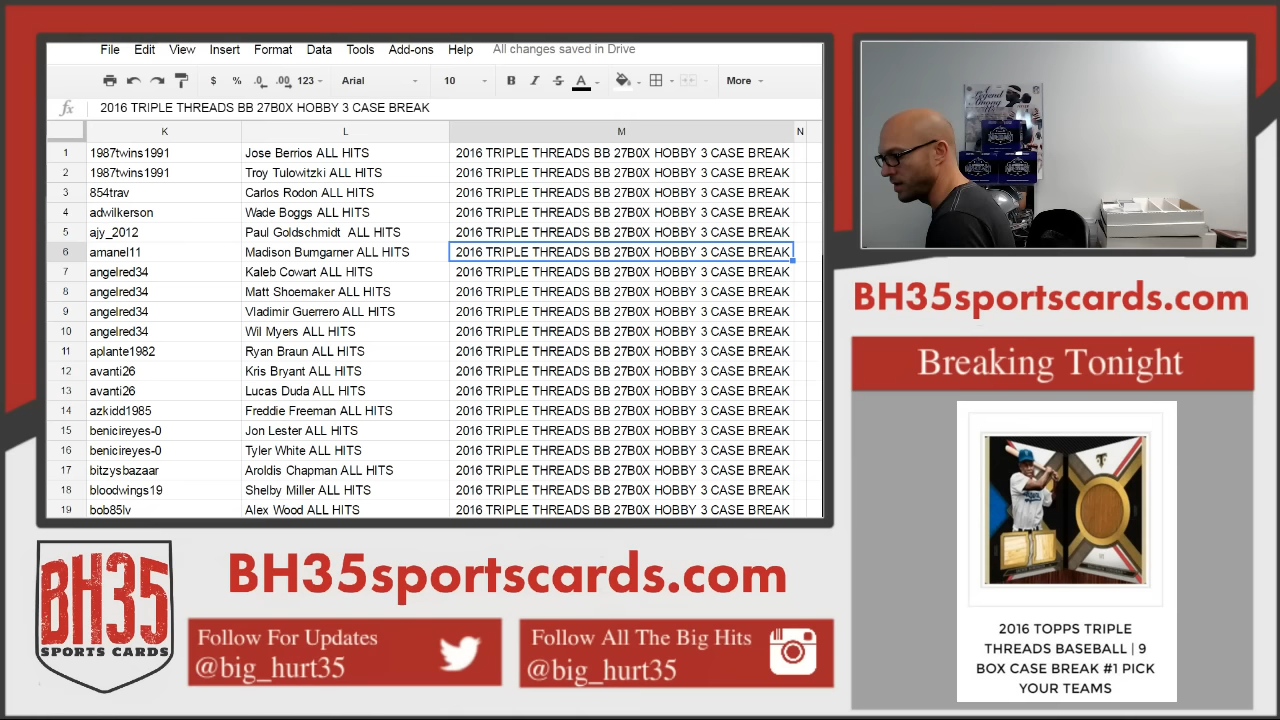 File Edit View Insert Format Data Tools Add-ons Help All changes saved in Drive
$ % .0 .00 123 Arial 10 B I S A More
fx 2016 TRIPLE THREADS BB 27B0X HOBBY 3 CASE BREAK
K L M N
1 1987twins1991 Jose Barrios ALL HITS 2016 TRIPLE THREADS BB 27B0X HOBBY 3 CASE BREAK
2 1987twins1991 Troy Tulowitzki ALL HITS 2016 TRIPLE THREADS BB 27B0X HOBBY 3 CASE BREAK
3 854trav Carlos Rodon ALL HITS 2016 TRIPLE THREADS BB 27B0X HOBBY 3 CASE BREAK
4 adwilkerson Wade Boggs ALL HITS 2016 TRIPLE THREADS BB 27B0X HOBBY 3 CASE BREAK
5 ajy_2012 Paul Goldschmidt ALL HITS 2016 TRIPLE THREADS BB 27B0X HOBBY 3 CASE BREAK
6 amanel11 Madison Bumgarner ALL HITS 2016 TRIPLE THREADS BB 27B0X HOBBY 3 CASE BREAK
7 angelred34 Kaleb Cowart ALL HITS 2016 TRIPLE THREADS BB 27B0X HOBBY 3 CASE BREAK
8 angelred34 Matt Shoemaker ALL HITS 2016 TRIPLE THREADS BB 27B0X HOBBY 3 CASE BREAK
9 angelred34 Vladimir Guerrero ALL HITS 2016 TRIPLE THREADS BB 27B0X HOBBY 3 CASE BREAK
10 angelred34 Wil Myers ALL HITS 2016 TRIPLE THREADS BB 27B0X HOBBY 3 CASE BREAK
11 aplante1982 Ryan Braun ALL HITS 2016 TRIPLE THREADS BB 27B0X HOBBY 3 CASE BREAK
12 avanti26 Kris Bryant ALL HITS 2016 TRIPLE THREADS BB 27B0X HOBBY 3 CASE BREAK
13 avanti26 Lucas Duda ALL HITS 2016 TRIPLE THREADS BB 27B0X HOBBY 3 CASE BREAK
14 azkidd1985 Freddie Freeman ALL HITS 2016 TRIPLE THREADS BB 27B0X HOBBY 3 CASE BREAK
15 benicireyes-0 Jon Lester ALL HITS 2016 TRIPLE THREADS BB 27B0X HOBBY 3 CASE BREAK
16 benicireyes-0 Tyler White ALL HITS 2016 TRIPLE THREADS BB 27B0X HOBBY 3 CASE BREAK
17 bitzysbazaar Aroldis Chapman ALL HITS 2016 TRIPLE THREADS BB 27B0X HOBBY 3 CASE BREAK
18 bloodwings19 Shelby Miller ALL HITS 2016 TRIPLE THREADS BB 27B0X HOBBY 3 CASE BREAK
19 bob85lv Alex Wood ALL HITS 2016 TRIPLE THREADS BB 27B0X HOBBY 3 CASE BREAK
Legend
Among
BH35sportscards.com
Breaking Tonight
2016 TOPPS TRIPLE
THREADS BASEBALL | 9
BOX CASE BREAK #1 PICK
YOUR TEAMS
BH35
SPORTS CARDS
BH35sportscards.com
Follow For Updates
@big_hurt35
Follow All The Big Hits
@big_hurt35